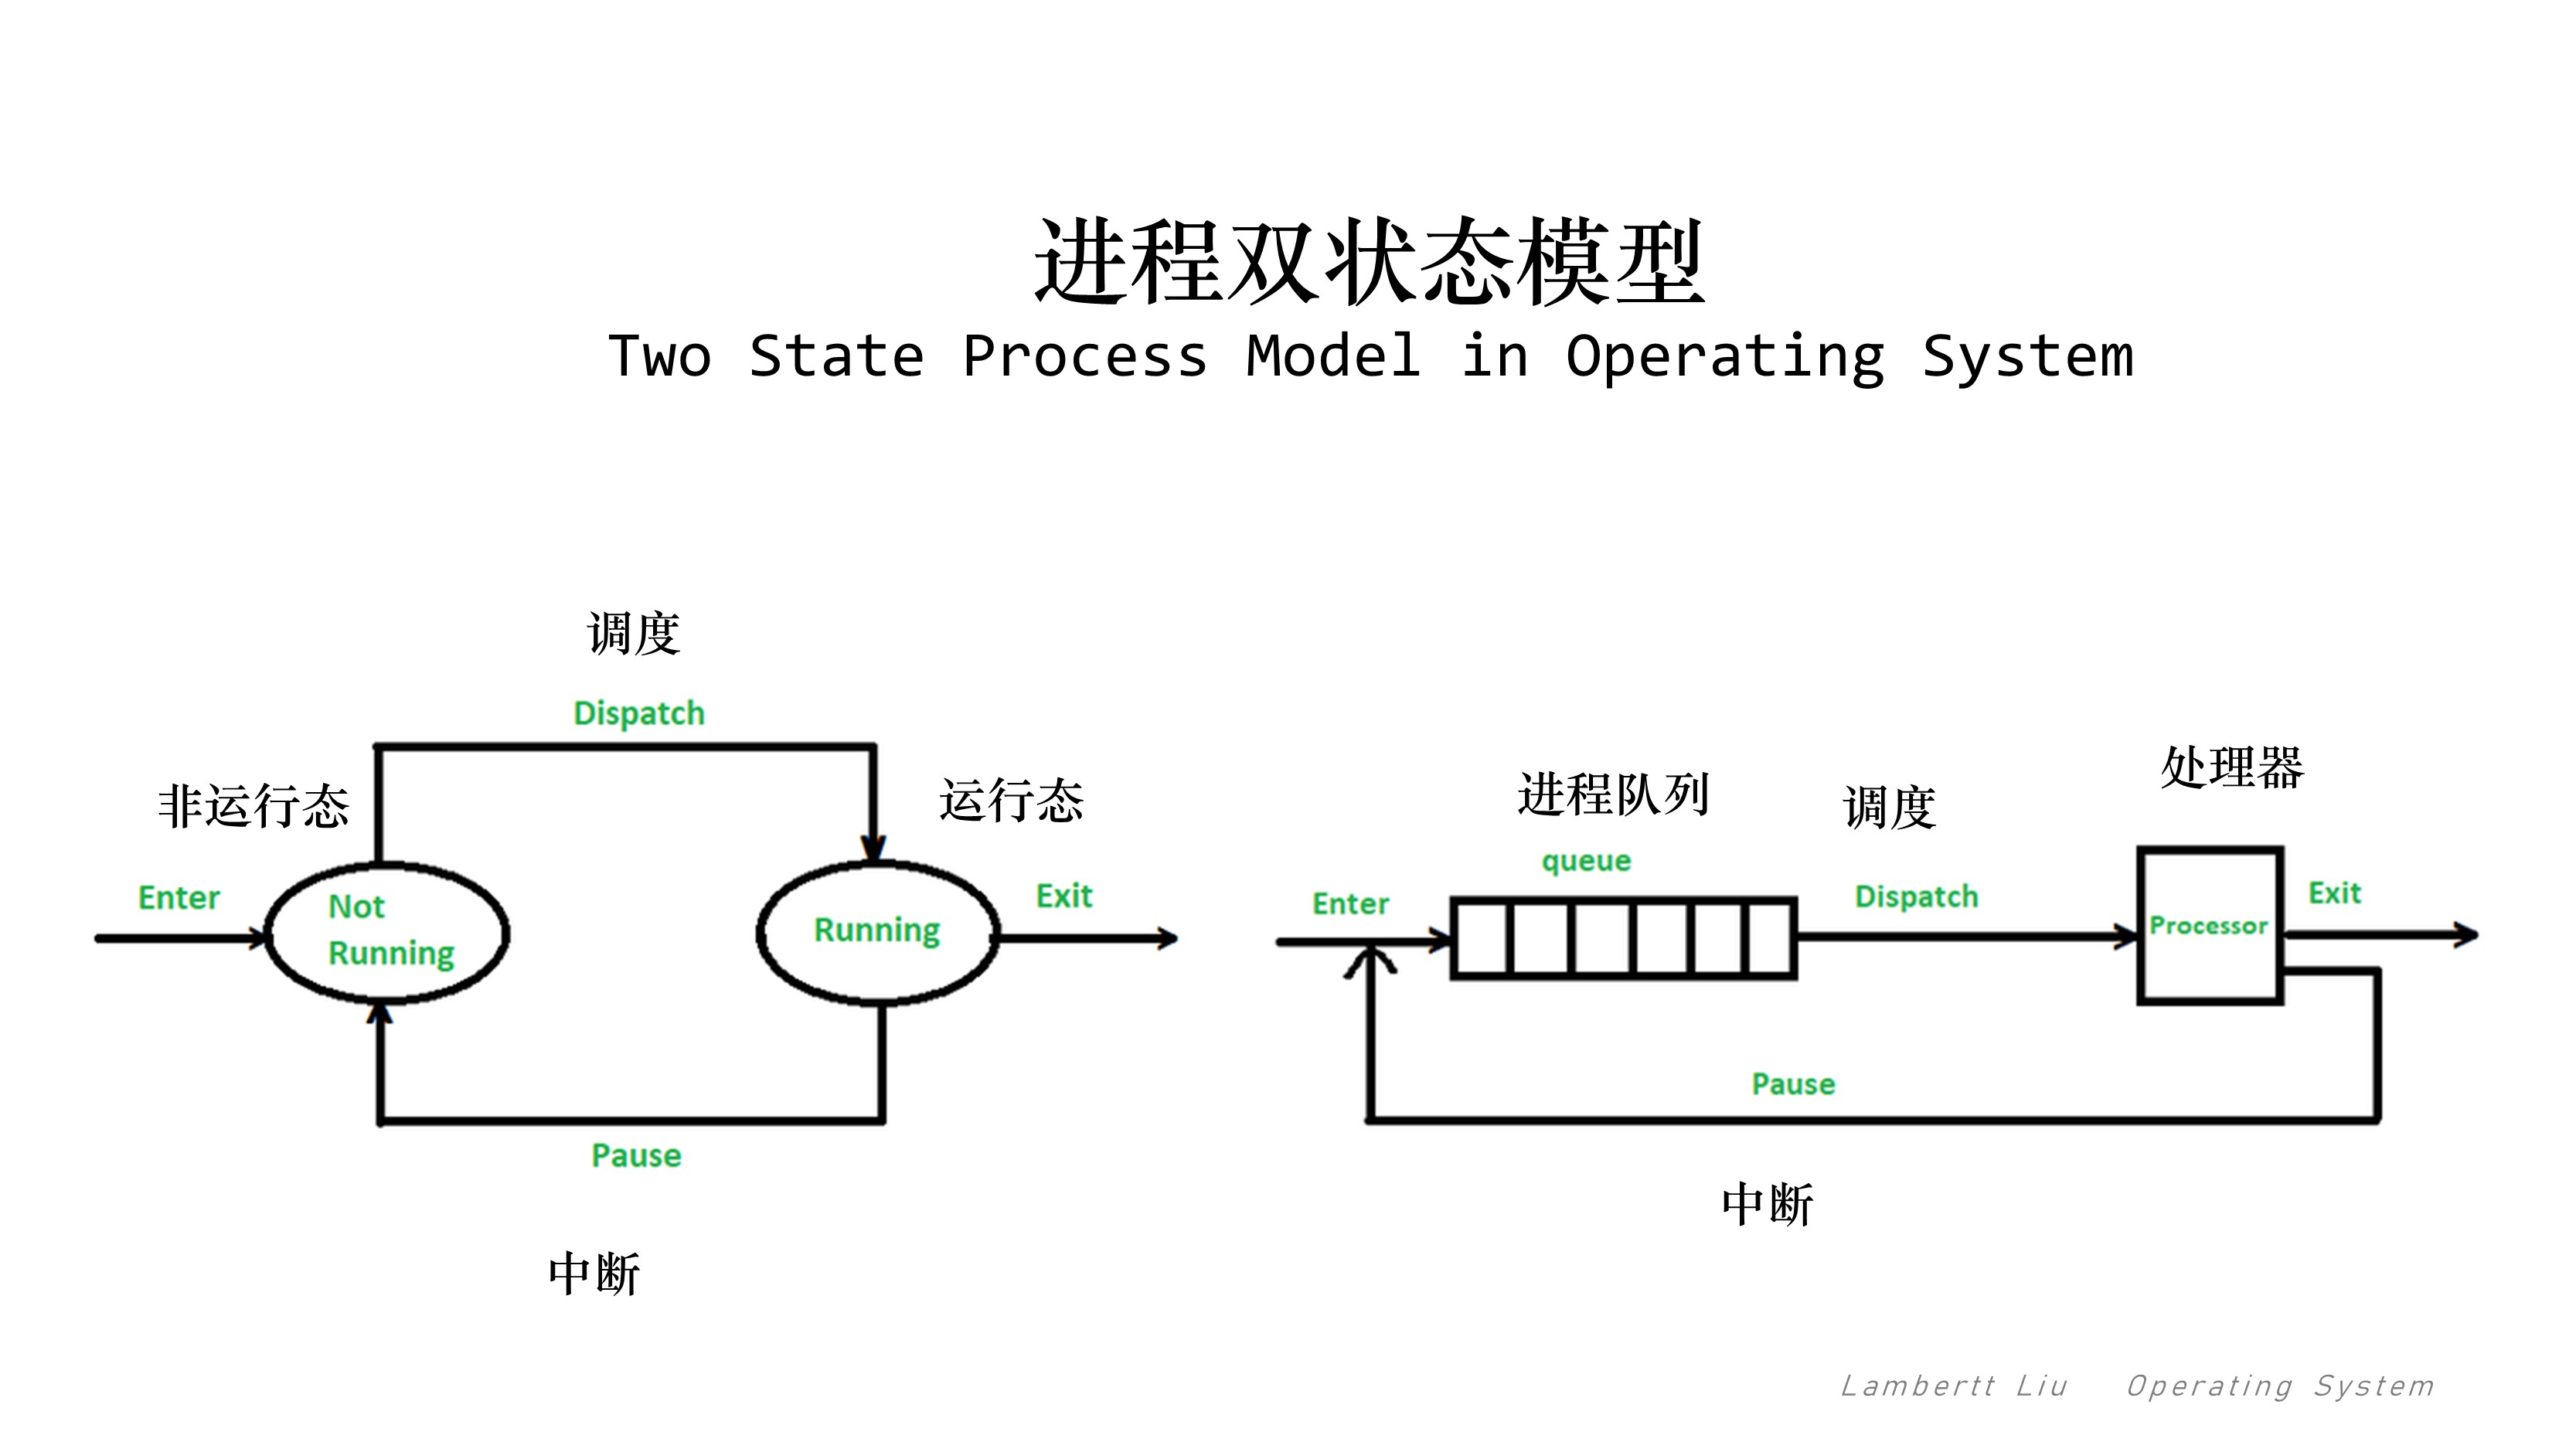 进程双状态模型
Two State Process Model in Operating System
调度
Dispatch
非运行态
运行态
Enter
Not
Running
Running
Exit
Pause
中断
进程队列
调度
处理器
queue
Enter
Dispatch
Processor
Exit
Pause
中断
Lambertt Liu Operating System